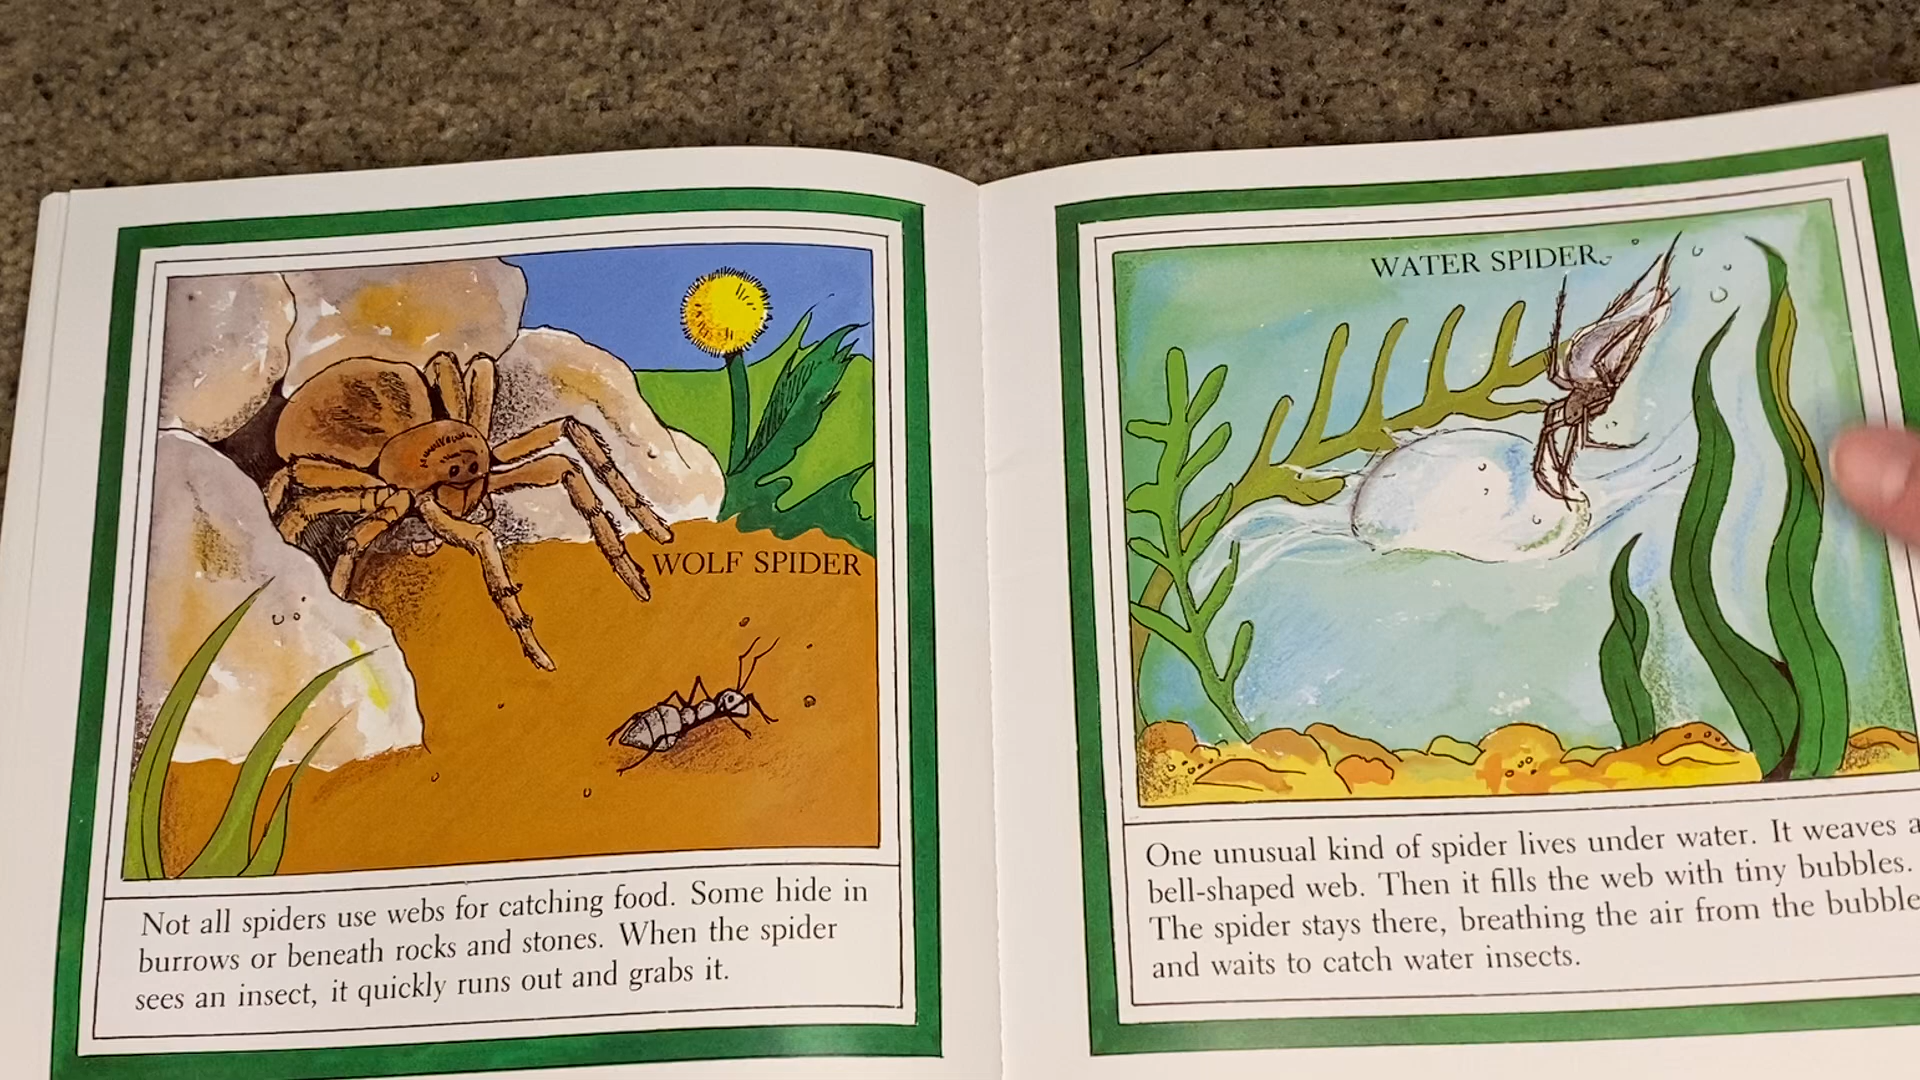 WOLF SPIDER
Not all spiders use webs for catching food. Some hide in
burrows or beneath rocks and stones. When the spider
sees an insect, it quickly runs out and grabs it.
WATER SPIDER
One unusual kind of spider lives under water. It weaves a
bell-shaped web. Then it fills the web with tiny bubbles.
The spider stays there, breathing the air from the bubble
and waits to catch water insects.